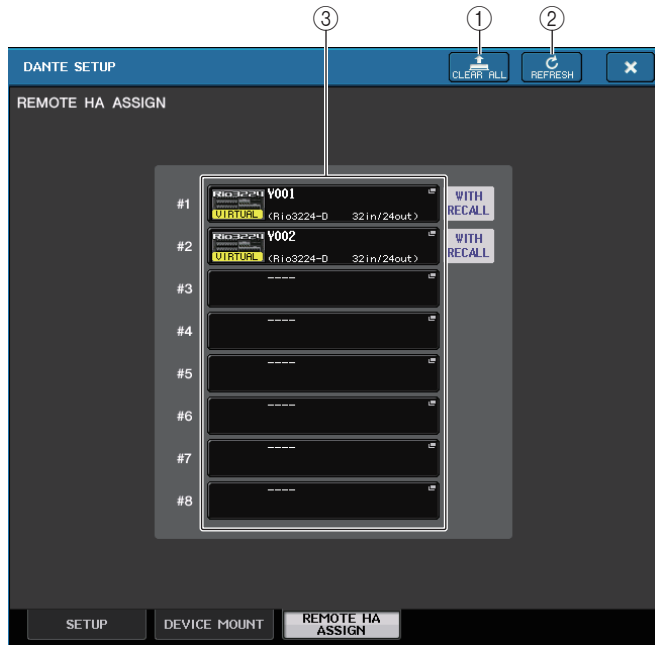 ③ ① ②
DANTE SETUP
CLEAR ALL
REFRESH
×
REMOTE HA ASSIGN
#1
Rio3224
VIRTUAL
Y001
(Rio3224-D 32in/24out)
WITH
RECALL
#2
Rio3224
VIRTUAL
Y002
(Rio3224-D 32in/24out)
WITH
RECALL
#3 ----
#4 ----
#5 ----
#6 ----
#7 ----
#8 ----
SETUP
DEVICE MOUNT
REMOTE HA
ASSIGN